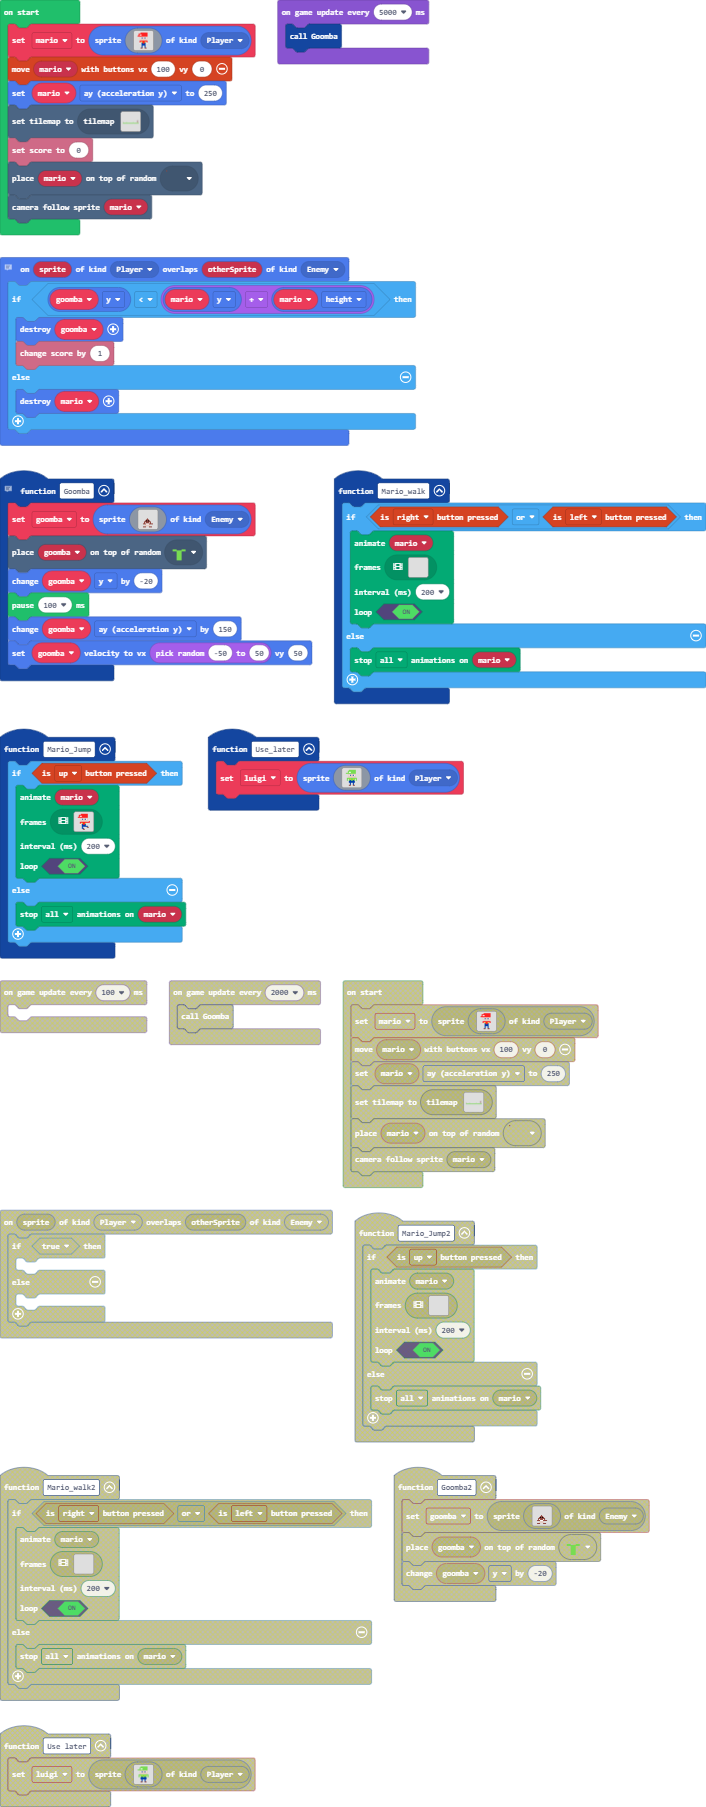 on start
set mario to sprite of kind Player
move mario with buttons vx 100 vy 0
set mario ay (acceleration y) to 250
set tilemap to tilemap
set score to 0
place mario on top of random
camera follow sprite mario
on game update every 5000 ms
call Goomba
on sprite of kind Player overlaps otherSprite of kind Enemy
if goomba y < mario y + mario height then
destroy goomba
change score by 1
else
destroy mario
function Goomba
set goomba to sprite of kind Enemy
place goomba on top of random
change goomba y by -20
pause 100 ms
change goomba ay (acceleration y) by 150
set goomba velocity to vx pick random -50 to 50 vy 50
function Mario_walk
if is right button pressed or is left button pressed then
animate mario
frames
interval (ms) 200
loop ON
else
stop all animations on mario
function Mario_Jump
if is up button pressed then
animate mario
frames
interval (ms) 200
loop ON
else
stop all animations on mario
function Use_later
set luigi to sprite of kind Player
on game update every 100 ms
on game update every 2000 ms
call Goomba
on start
set mario to sprite of kind Player
move mario with buttons vx 100 vy 0
set mario ay (acceleration y) to 250
set tilemap to tilemap
place mario on top of random
camera follow sprite mario
on sprite of kind Player overlaps otherSprite of kind Enemy
if true then
else
function Mario_Jump2
if is up button pressed then
animate mario
frames
interval (ms) 200
loop ON
else
stop all animations on mario
function Mario_walk2
if is right button pressed or is left button pressed then
animate mario
frames
interval (ms) 200
loop ON
else
stop all animations on mario
function Goomba2
set goomba to sprite of kind Enemy
place goomba on top of random
change goomba y by -20
function Use later
set luigi to sprite of kind Player